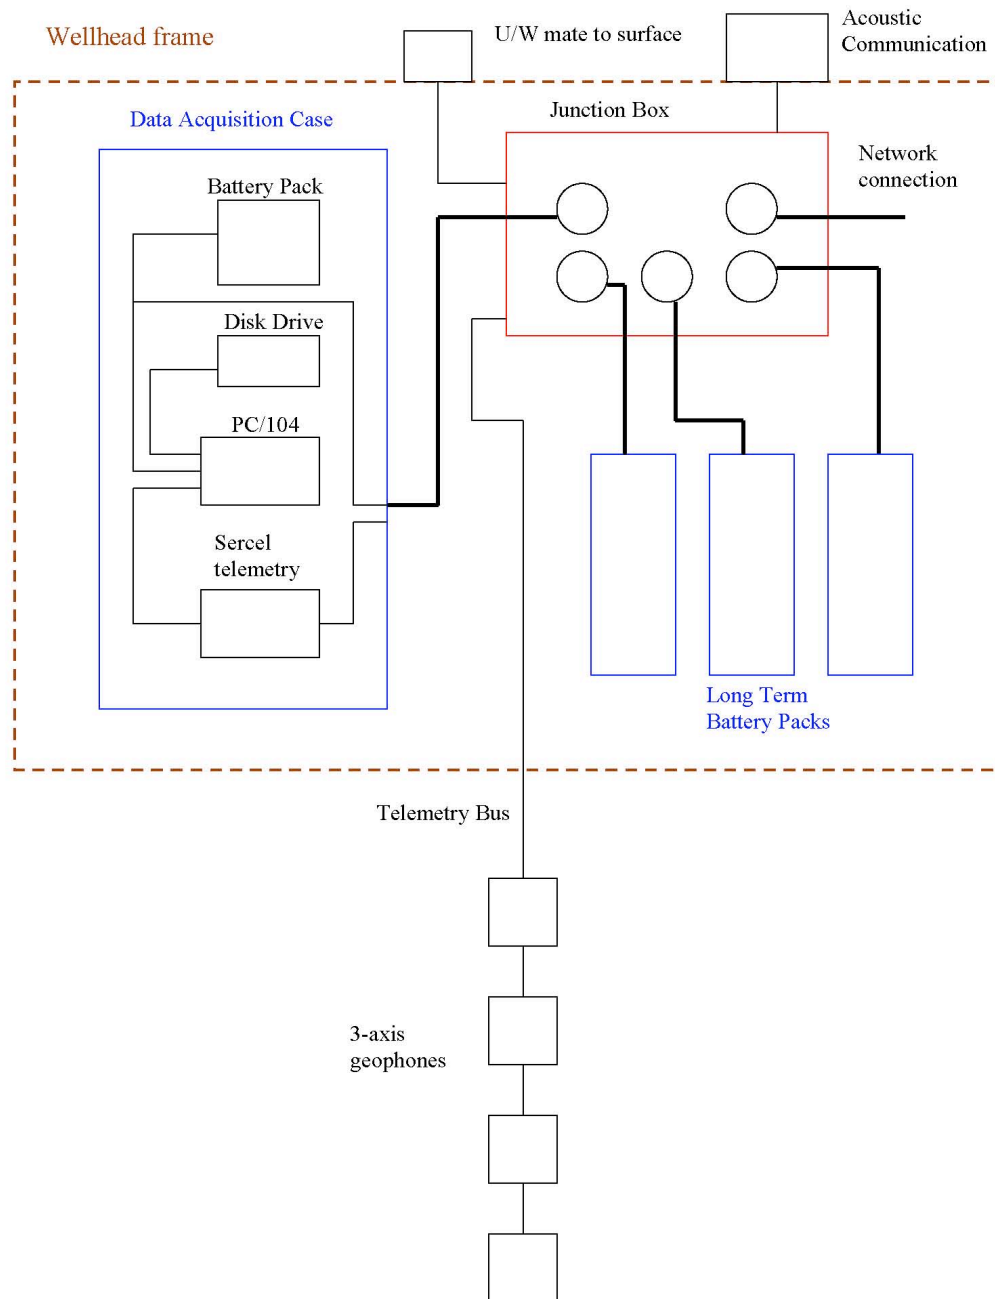 Wellhead frame
U/W mate to surface
Acoustic
Communication
Data Acquisition Case
Junction Box
Network
connection
Battery Pack
Disk Drive
PC/104
Sercel
telemetry
Long Term
Battery Packs
Telemetry Bus
3-axis
geophones